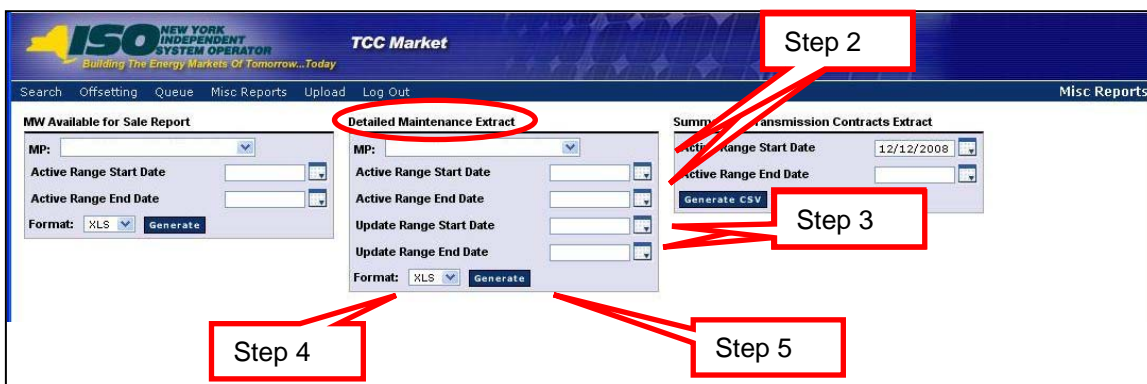 NEW YORK
ISO INDEPENDENT
SYSTEM OPERATOR
Building The Energy Markets Of Tomorrow...Today
TCC Market
Step 2
Search Offsetting Queue Misc Reports Upload Log Out
Misc Reports
MW Available for Sale Report
MP:
Active Range Start Date
Active Range End Date
Format: XLS Generate
Detailed Maintenance Extract
MP:
Active Range Start Date
Active Range End Date
Update Range Start Date
Update Range End Date
Format: XLS Generate
Transmission Contracts Extract
Active Range Start Date 12/12/2008
Active Range End Date
Generate CSV
Step 3
Step 4
Step 5